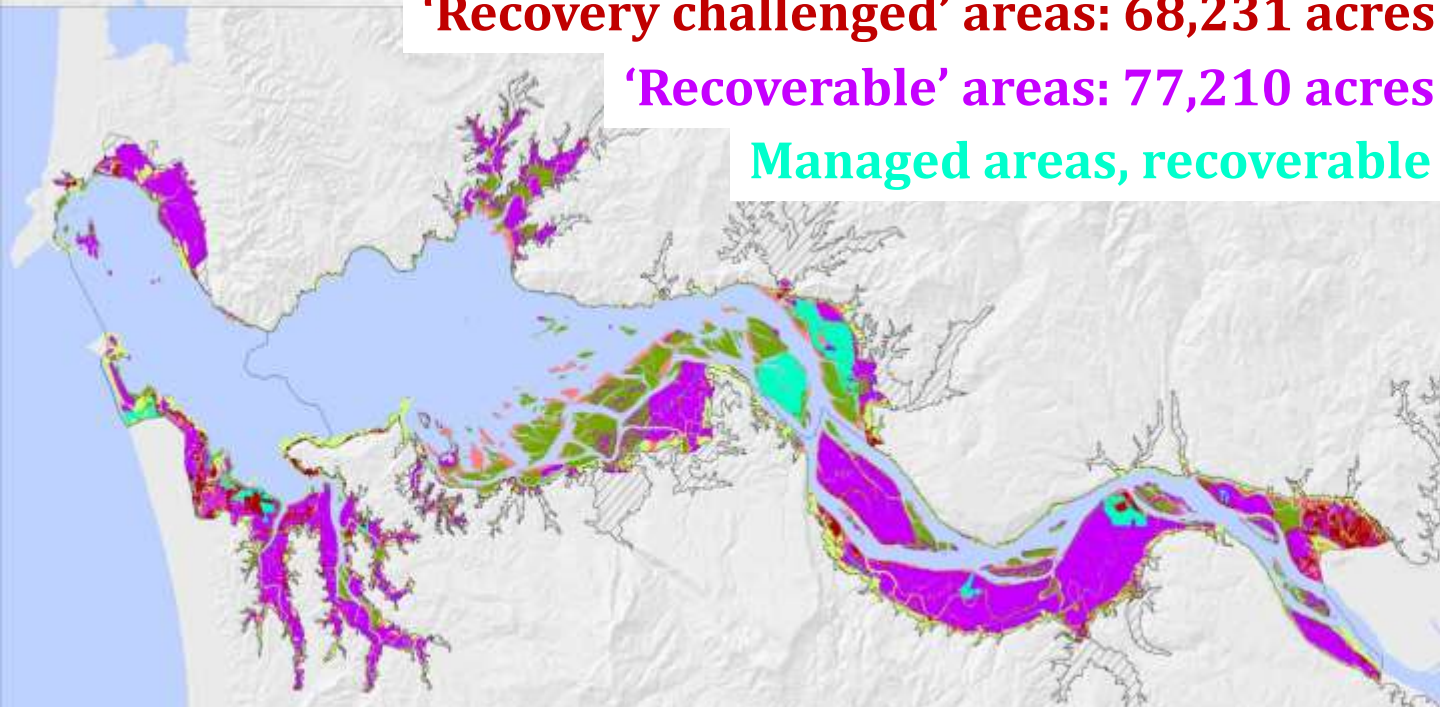 ‘Recovery challenged’ areas: 68,231 acres
‘Recoverable’ areas: 77,210 acres
Managed areas, recoverable